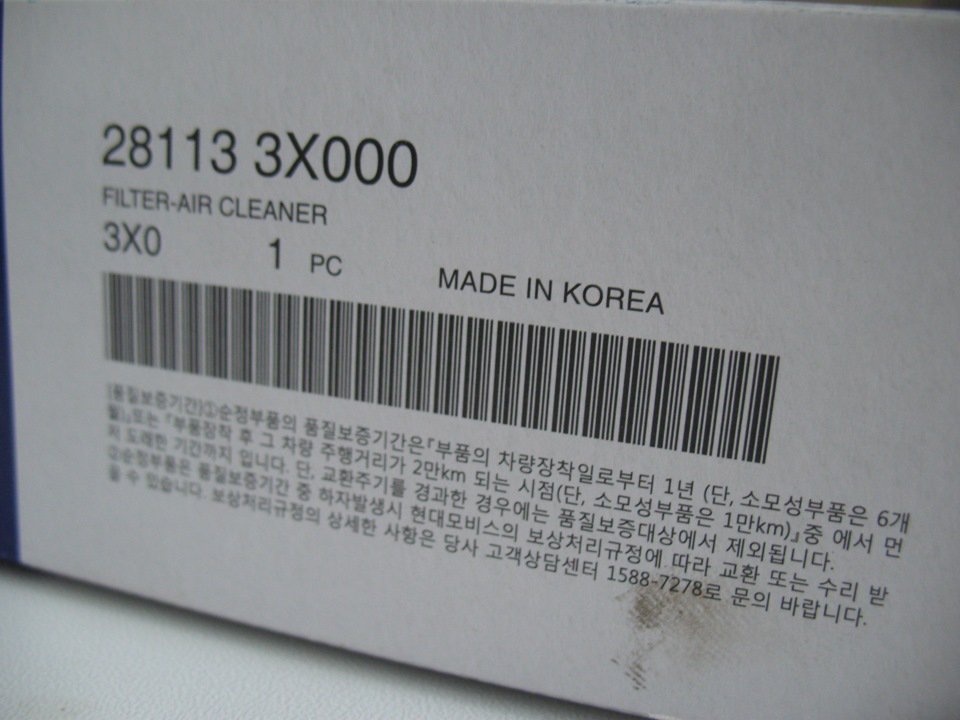 28113 3X000
FILTER-AIR CLEANER
3X0 1 PC
MADE IN KOREA
[품질보증기간]①순정부품의 품질보증기간은『부품의 차량장착일로부터 1년 (단, 소모성부품은 6개
월)』또는 『부품장착 후 그 차량 주행거리가 2만km 되는 시점(단, 소모성부품은 1만km)』중 에서 먼
저 도래한 기간까지 입니다. 단, 교환주기를 경과한 경우에는 품질보증대상에서 제외됩니다.
②순정부품은 품질보증기간 중 하자발생시 현대모비스의 보상처리규정에 따라 교환 또는 수리 받
을 수 있습니다. 보상처리규정의 상세한 사항은 당사 고객상담센터 1588-7278로 문의 바랍니다.